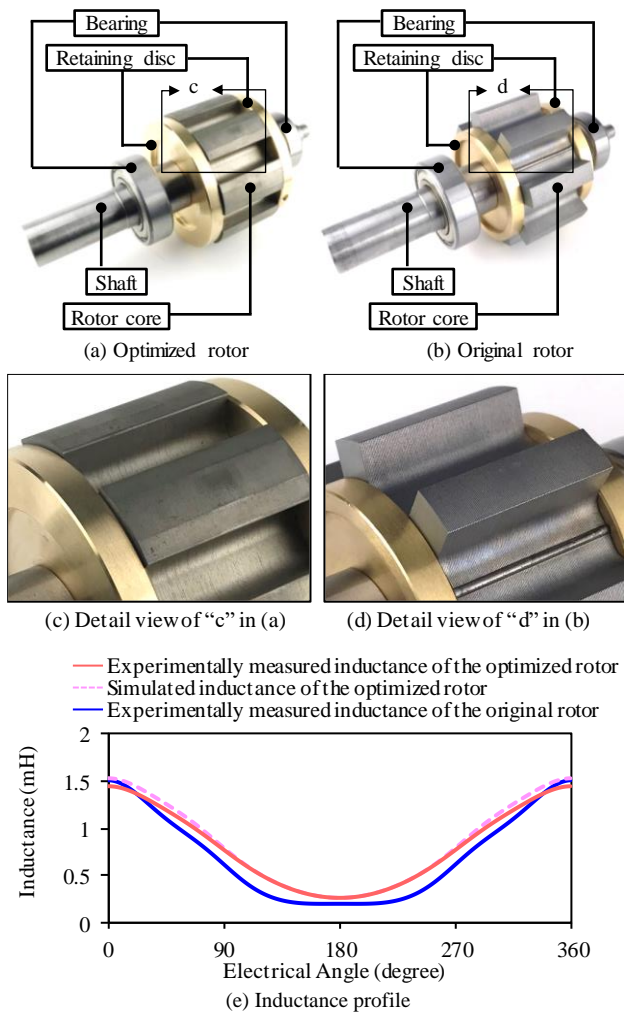 Bearing
Retaining disc
c
Shaft
Rotor core
(a) Optimized rotor
Bearing
Retaining disc
d
Shaft
Rotor core
(b) Original rotor
(c) Detail view of “c” in (a)
(d) Detail view of “d” in (b)
Experimentally measured inductance of the optimized rotor
Simulated inductance of the optimized rotor
Experimentally measured inductance of the original rotor
Inductance (mH)
2
1.5
1
0.5
0
0 90 180 270 360
Electrical Angle (degree)
(e) Inductance profile